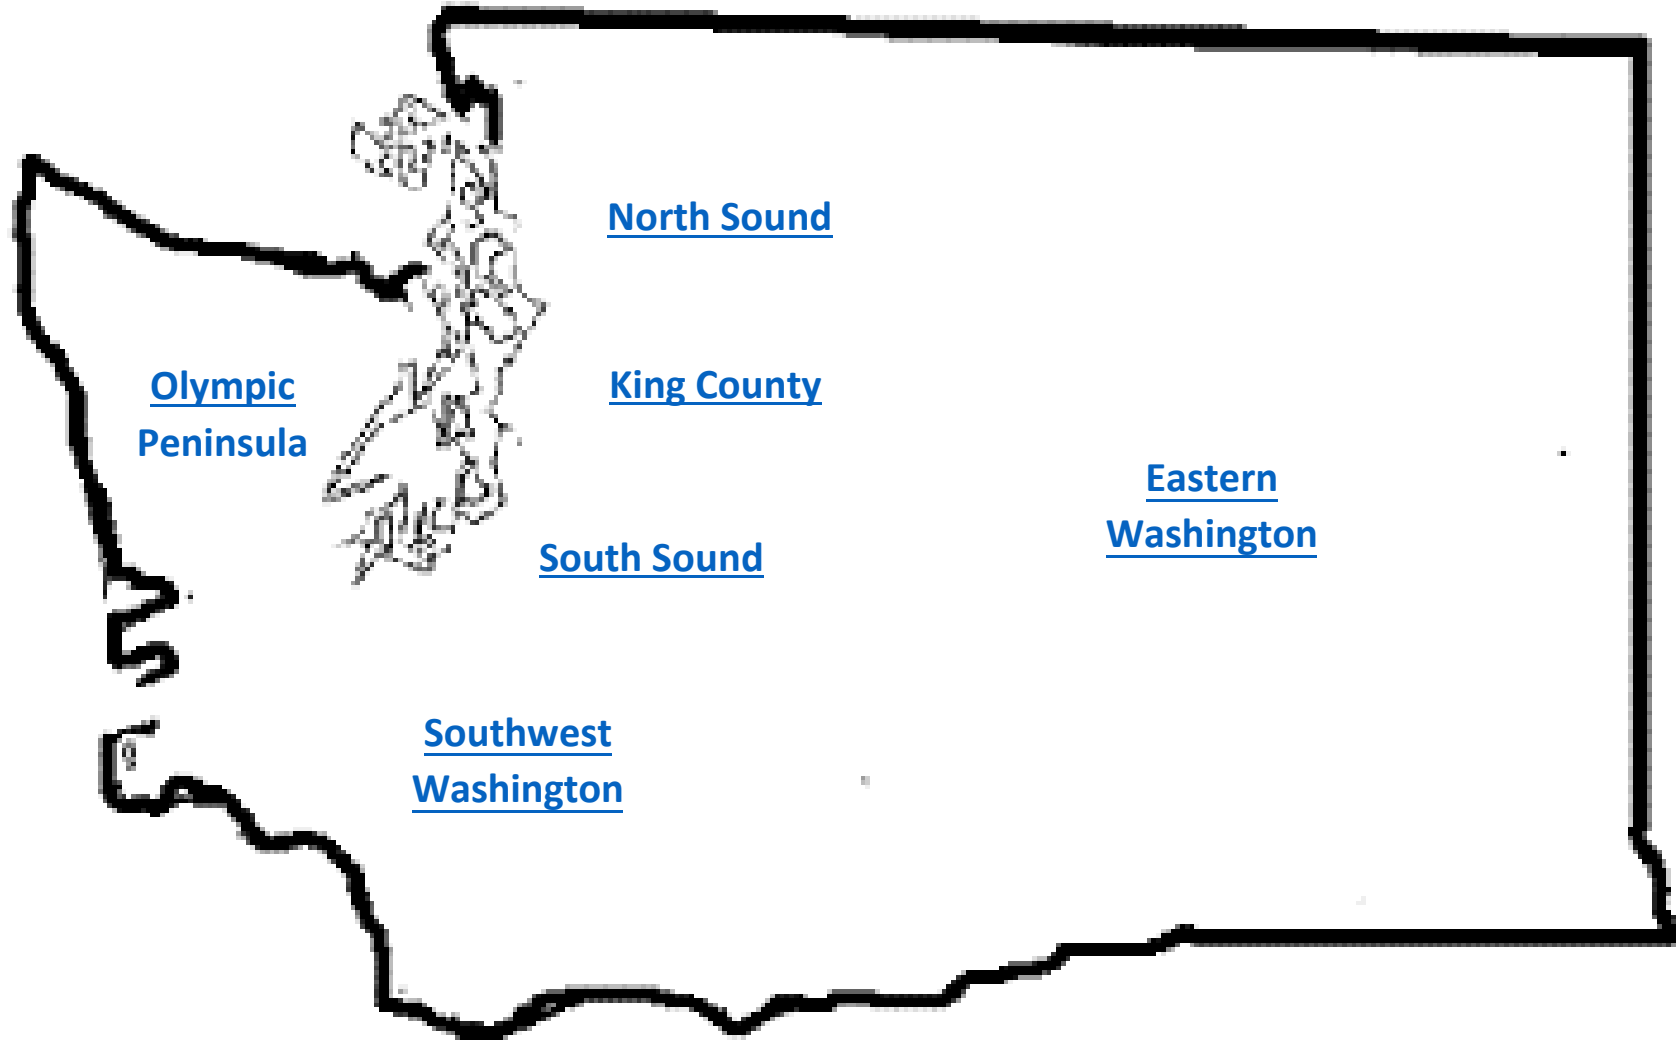 North Sound
Olympic
Peninsula
King County
Eastern
Washington
South Sound
Southwest
Washington